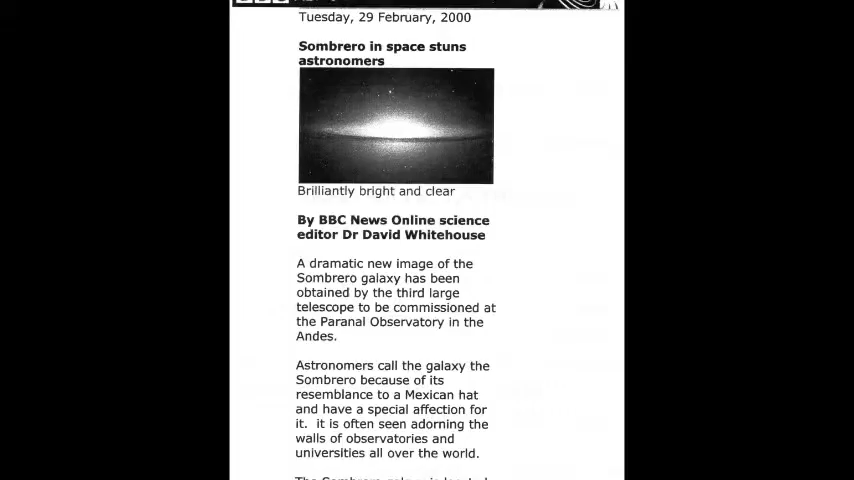 Tuesday, 29 February, 2000
Sombrero in space stuns
astronomers
Brilliantly bright and clear
By BBC News Online science
editor Dr David Whitehouse
A dramatic new image of the
Sombrero galaxy has been
obtained by the third large
telescope to be commissioned at
the Paranal Observatory in the
Andes.
Astronomers call the galaxy the
Sombrero because of its
resemblance to a Mexican hat
and have a special affection for
it. it is often seen adorning the
walls of observatories and
universities all over the world.